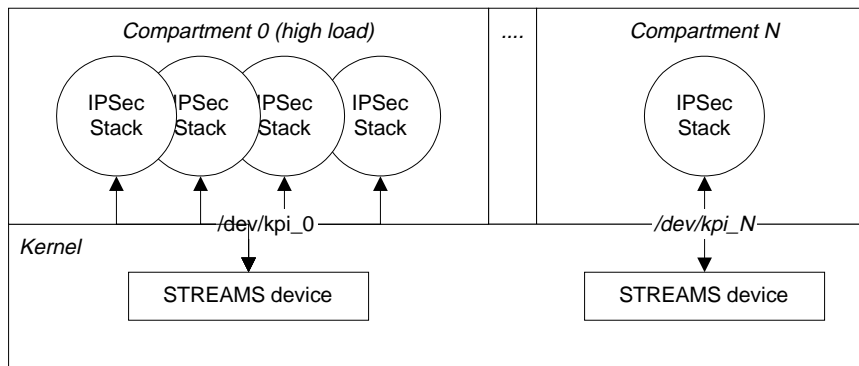 Compartment 0 (high load)
....
Compartment N
IPSec
Stack
IPSec
Stack
IPSec
Stack
IPSec
Stack
IPSec
Stack
/dev/kpi_0
/dev/kpi_N
Kernel
STREAMS device
STREAMS device